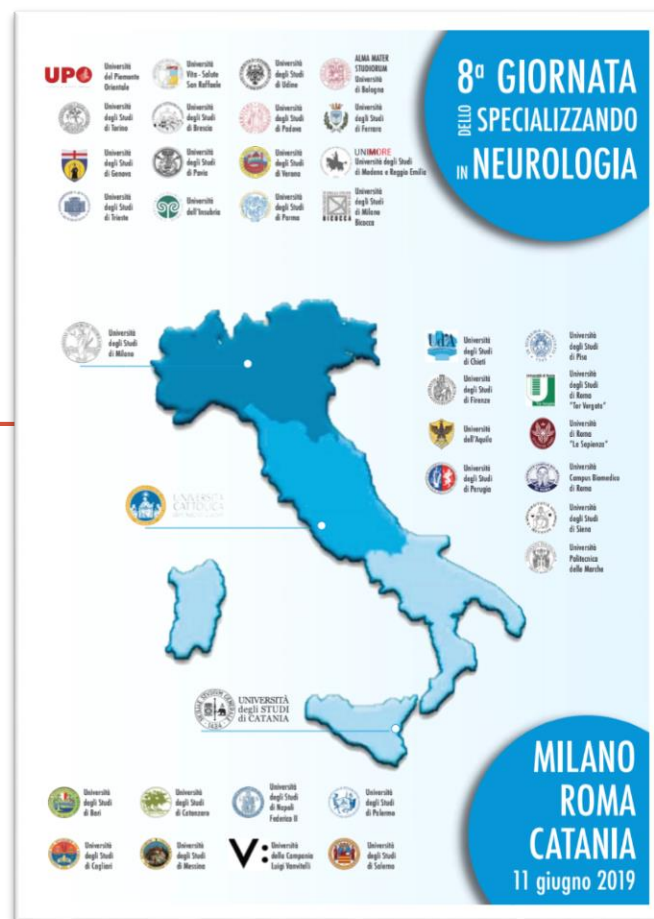 8ª GIORNATA
DELLO SPECIALIZZANDO
IN NEUROLOGIA
UPO
Università
del Piemonte
Orientale
Università
Vita - Salute
San Raffaele
Università
degli Studi
di Udine
ALMA MATER
STUDIORUM
Università
di Bologna
Università
degli Studi
di Torino
Università
degli Studi
di Brescia
Università
degli Studi
di Padova
Università
degli Studi
di Ferrara
Università
degli Studi
di Genova
Università
degli Studi
di Pavia
Università
degli Studi
di Verona
UNIMORE
Università degli Studi
di Modena e Reggio Emilia
Università
degli Studi
di Trieste
Università
dell'Insubria
Università
degli Studi
di Parma
BICOCCA
Università
degli Studi
di Milano
Bicocca
Università
degli Studi
di Milano
Ud'A
Università
degli Studi
di Chieti
Università
degli Studi
di Pisa
Università
degli Studi
di Firenze
Università
degli Studi
di Roma
"Tor Vergata"
Università
dell'Aquila
Università
di Roma
"La Sapienza"
Università
degli Studi
di Perugia
Università
Campus Biomedico
di Roma
Università
degli Studi
di Siena
Università
Politecnica
delle Marche
UNIVERSITÀ
CATTOLICA
UNIVERSITÀ
degli STUDI
di CATANIA
Università
degli Studi
di Bari
Università
degli Studi
di Catanzaro
Università
degli Studi
di Napoli
Federico II
Università
degli Studi
di Palermo
Università
degli Studi
di Cagliari
Università
degli Studi
di Messina
V:
Università
della Campania
Luigi Vanvitelli
Università
degli Studi
di Salerno
MILANO
ROMA
CATANIA
11 giugno 2019